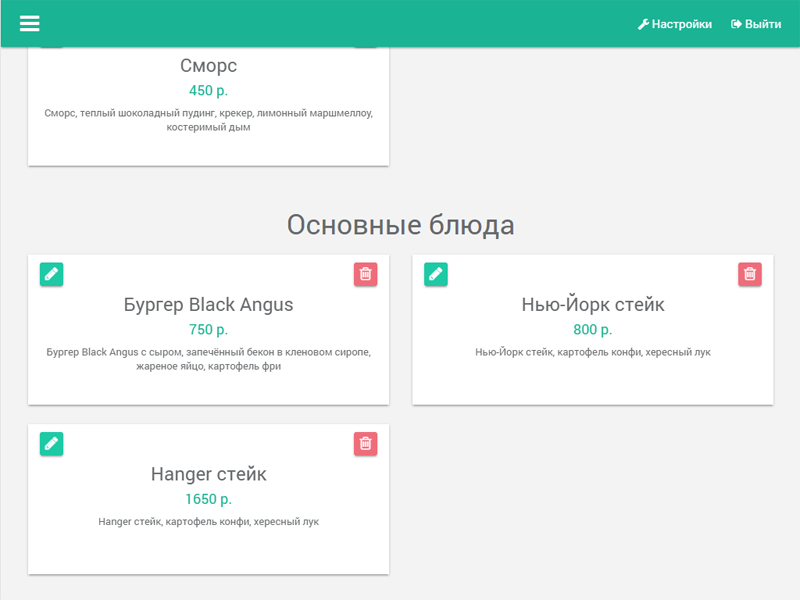 Настройки
Выйти
Сморс
450 р.
Сморс, теплый шоколадный пудинг, крекер, лимонный маршмеллоу,
костеримый дым
Основные блюда
Бургер Black Angus
750 р.
Бургер Black Angus с сыром, запечённый бекон в кленовом сиропе,
жареное яйцо, картофель фри
Нью-Йорк стейк
800 р.
Нью-Йорк стейк, картофель конфи, хересный лук
Hanger стейк
1650 р.
Hanger стейк, картофель конфи, хересный лук